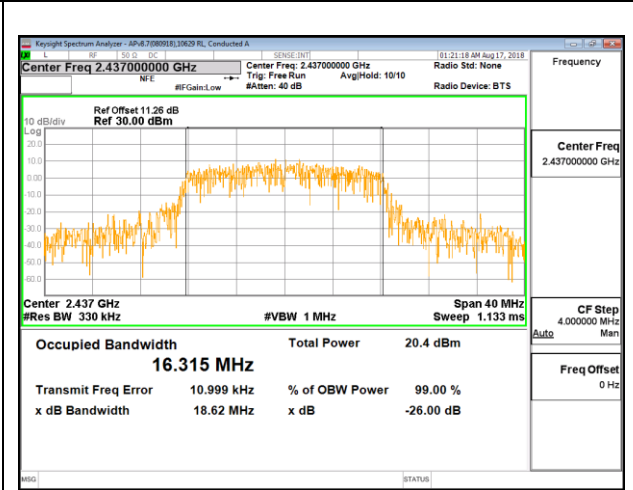 Keysight Spectrum Analyzer - APv8.7(080918),10629 RL, Conducted A
L RF 50 Ω DC SENSE:INT 01:21:18 AM Aug 17, 2018
Center Freq 2.437000000 GHz Center Freq: 2.437000000 GHz Radio Std: None
NFE Trig: Free Run Avg|Hold: 10/10
#IFGain:Low #Atten: 40 dB Radio Device: BTS
Frequency
Ref Offset 11.26 dB
10 dB/div Ref 30.00 dBm
Log
20.0
10.0
0.00
-10.0
-20.0
-30.0
-40.0
-50.0
-60.0
Center 2.437 GHz Span 40 MHz
#Res BW 330 kHz #VBW 1 MHz Sweep 1.133 ms
Occupied Bandwidth Total Power 20.4 dBm
16.315 MHz
Transmit Freq Error 10.999 kHz % of OBW Power 99.00 %
x dB Bandwidth 18.62 MHz x dB -26.00 dB
Center Freq
2.437000000 GHz
CF Step
4.000000 MHz
Auto Man
Freq Offset
0 Hz
MSG STATUS